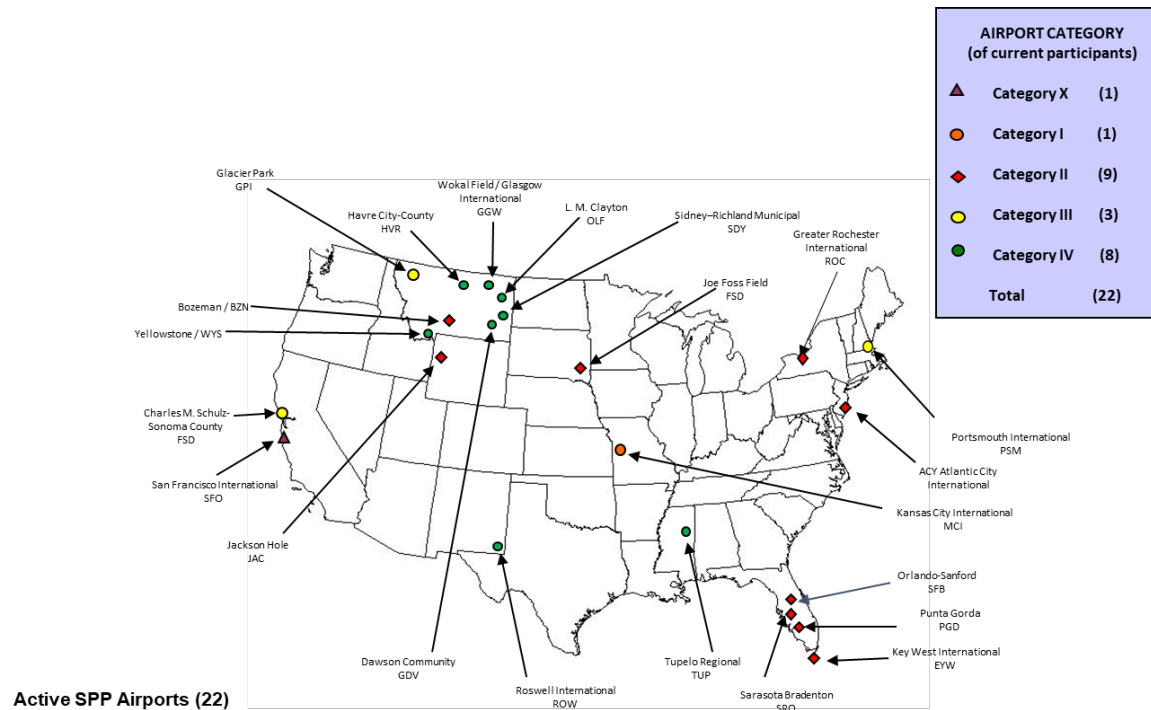 AIRPORT CATEGORY
(of current participants)
Category X (1)
Category I (1)
Category II (9)
Category III (3)
Category IV (8)
Total (22)
Glacier Park
GPI
Wokal Field / Glasgow
International
GGW
Havre City-County
HVR
L. M. Clayton
OLF
Sidney–Richland Municipal
SDY
Greater Rochester
International
ROC
Joe Foss Field
FSD
Bozeman / BZN
Yellowstone / WYS
Charles M. Schulz-
Sonoma County
FSD
San Francisco International
SFO
Jackson Hole
JAC
Portsmouth International
PSM
ACY Atlantic City
International
Kansas City International
MCI
Orlando-Sanford
SFB
Punta Gorda
PGD
Key West International
EYW
Dawson Community
GDV
Roswell International
ROW
Tupelo Regional
TUP
Sarasota Bradenton
SRQ
Active SPP Airports (22)